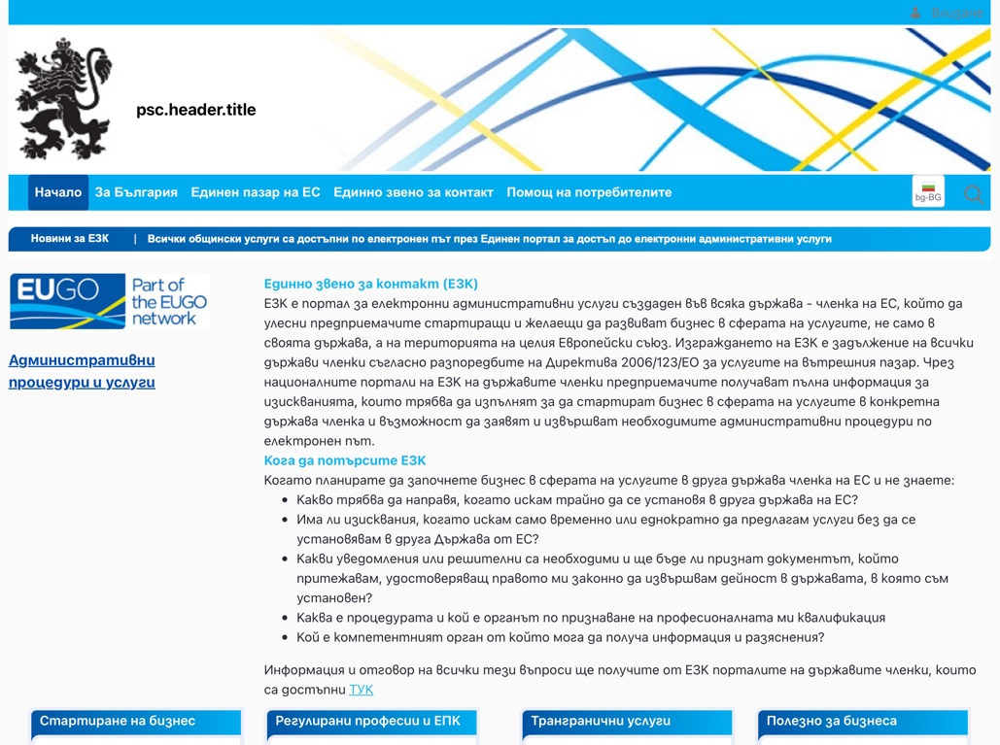 Влизане
psc.header.title
Начало За България Единен пазар на ЕС Единно звено за контакт Помощ на потребителите
bg-BG
Новини за ЕЗК | Всички общински услуги са достъпни по електронен път през Единен портал за достъп до електронни административни услуги
EUGO Part of
the EUGO
network
Административни
процедури и услуги
Единно звено за контакт (ЕЗК)
ЕЗК е портал за електронни административни услуги създаден във всяка държава - членка на ЕС, който да
улесни предприемачите стартиращи и желаещи да развиват бизнес в сферата на услугите, не само в
своята държава, а на територията на целия Европейски съюз. Изграждането на ЕЗК е задължение на всички
държави членки съгласно разпоредбите на Директива 2006/123/ЕО за услугите на вътрешния пазар. Чрез
националните портали на ЕЗК на държавите членки предприемачите получават пълна информация за
изискванията, които трябва да изпълнят за да стартират бизнес в сферата на услугите в конкретна
държава членка и възможност да заявят и извършват необходимите административни процедури по
електронен път.
Кога да потърсите ЕЗК
Когато планирате да започнете бизнес в сферата на услугите в друга държава членка на ЕС и не знаете:
• Какво трябва да направя, когато искам трайно да се установя в друга държава на ЕС?
• Има ли изисквания, когато искам само временно или еднократно да предлагам услуги без да се
установявам в друга Държава от ЕС?
• Какви уведомления или решителни са необходими и ще бъде ли признат документът, който
притежавам, удостоверяващ правото ми законно да извършвам дейност в държавата, в която съм
установен?
• Каква е процедурата и кой е органът по признаване на професионалната ми квалификация
• Кой е компетентният орган от който мога да получа информация и разяснения?
Информация и отговор на всички тези въпроси ще получите от ЕЗК порталите на държавите членки, които
са достъпни ТУК
Стартиране на бизнес Регулирани професии и ЕПК Трангранични услуги Полезно за бизнеса